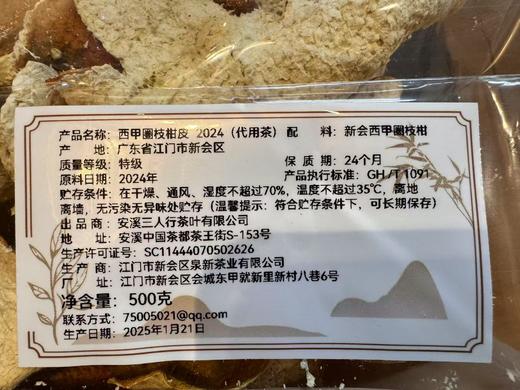 产品名称：西甲圈枝柑皮 2024（代用茶） 配　料：新会西甲圈枝柑
产　地：广东省江门市新会区
质量等级：特级　保质期：24个月
原料日期：2024年　产品执行标准：GH/T1091
贮存条件：在干燥、通风、湿度不超过70%，温度不超过35℃，离地
离墙，无污染无异味处贮存（温馨提示：符合贮存条件下，可长期保存）
出品商：安溪三人行茶叶有限公司
地　址：安溪中国茶都茶王街S-153号
生产许可证号：SC11444070502626
生产商：江门市新会区泉新茶业有限公司
厂　址：江门市新会区会城东甲就新里新村八巷6号
净含量：500克
联系方式：75005021@qq.com
生产日期：2025年1月21日